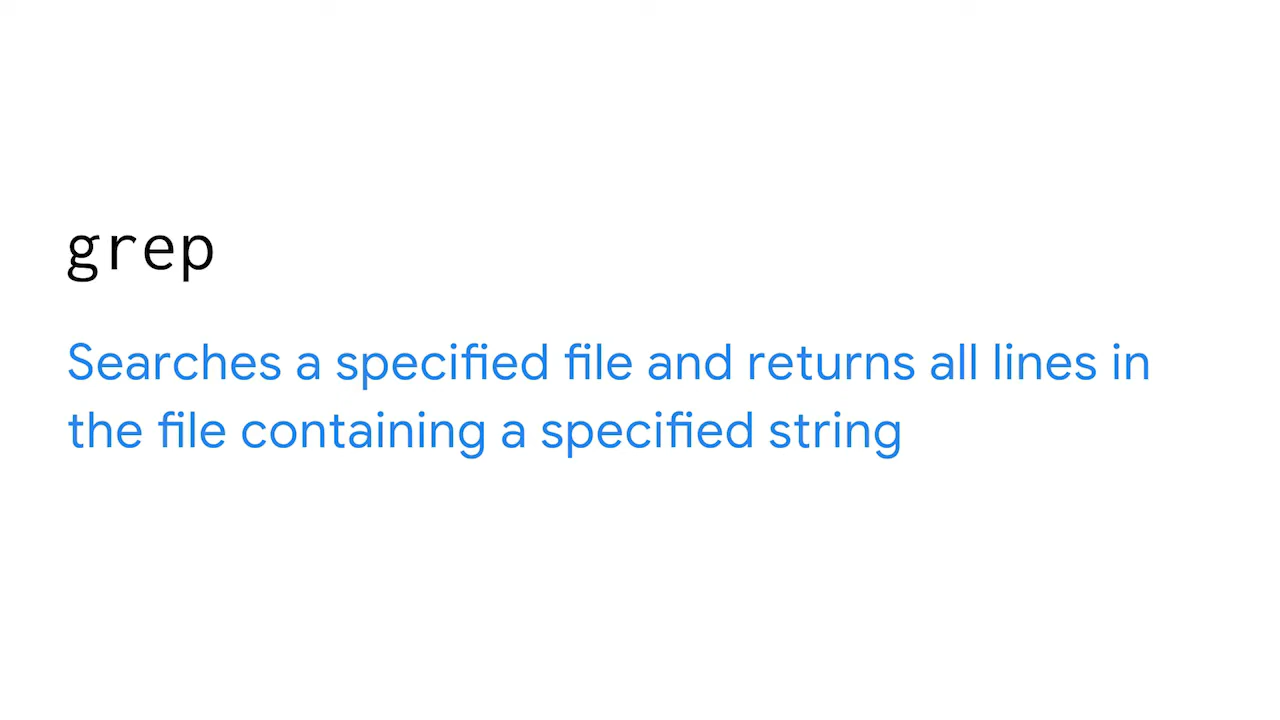 grep
Searches a specified file and returns all lines in
the file containing a specified string